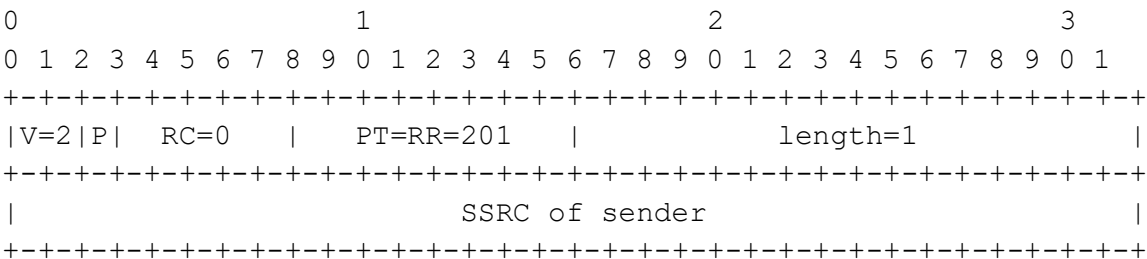 0                   1                   2                   3
0 1 2 3 4 5 6 7 8 9 0 1 2 3 4 5 6 7 8 9 0 1 2 3 4 5 6 7 8 9 0 1
+-+-+-+-+-+-+-+-+-+-+-+-+-+-+-+-+-+-+-+-+-+-+-+-+-+-+-+-+-+-+-+-+
|V=2|P|  RC=0   |   PT=RR=201   |           length=1            |
+-+-+-+-+-+-+-+-+-+-+-+-+-+-+-+-+-+-+-+-+-+-+-+-+-+-+-+-+-+-+-+-+
|                         SSRC of sender                        |
+-+-+-+-+-+-+-+-+-+-+-+-+-+-+-+-+-+-+-+-+-+-+-+-+-+-+-+-+-+-+-+-+